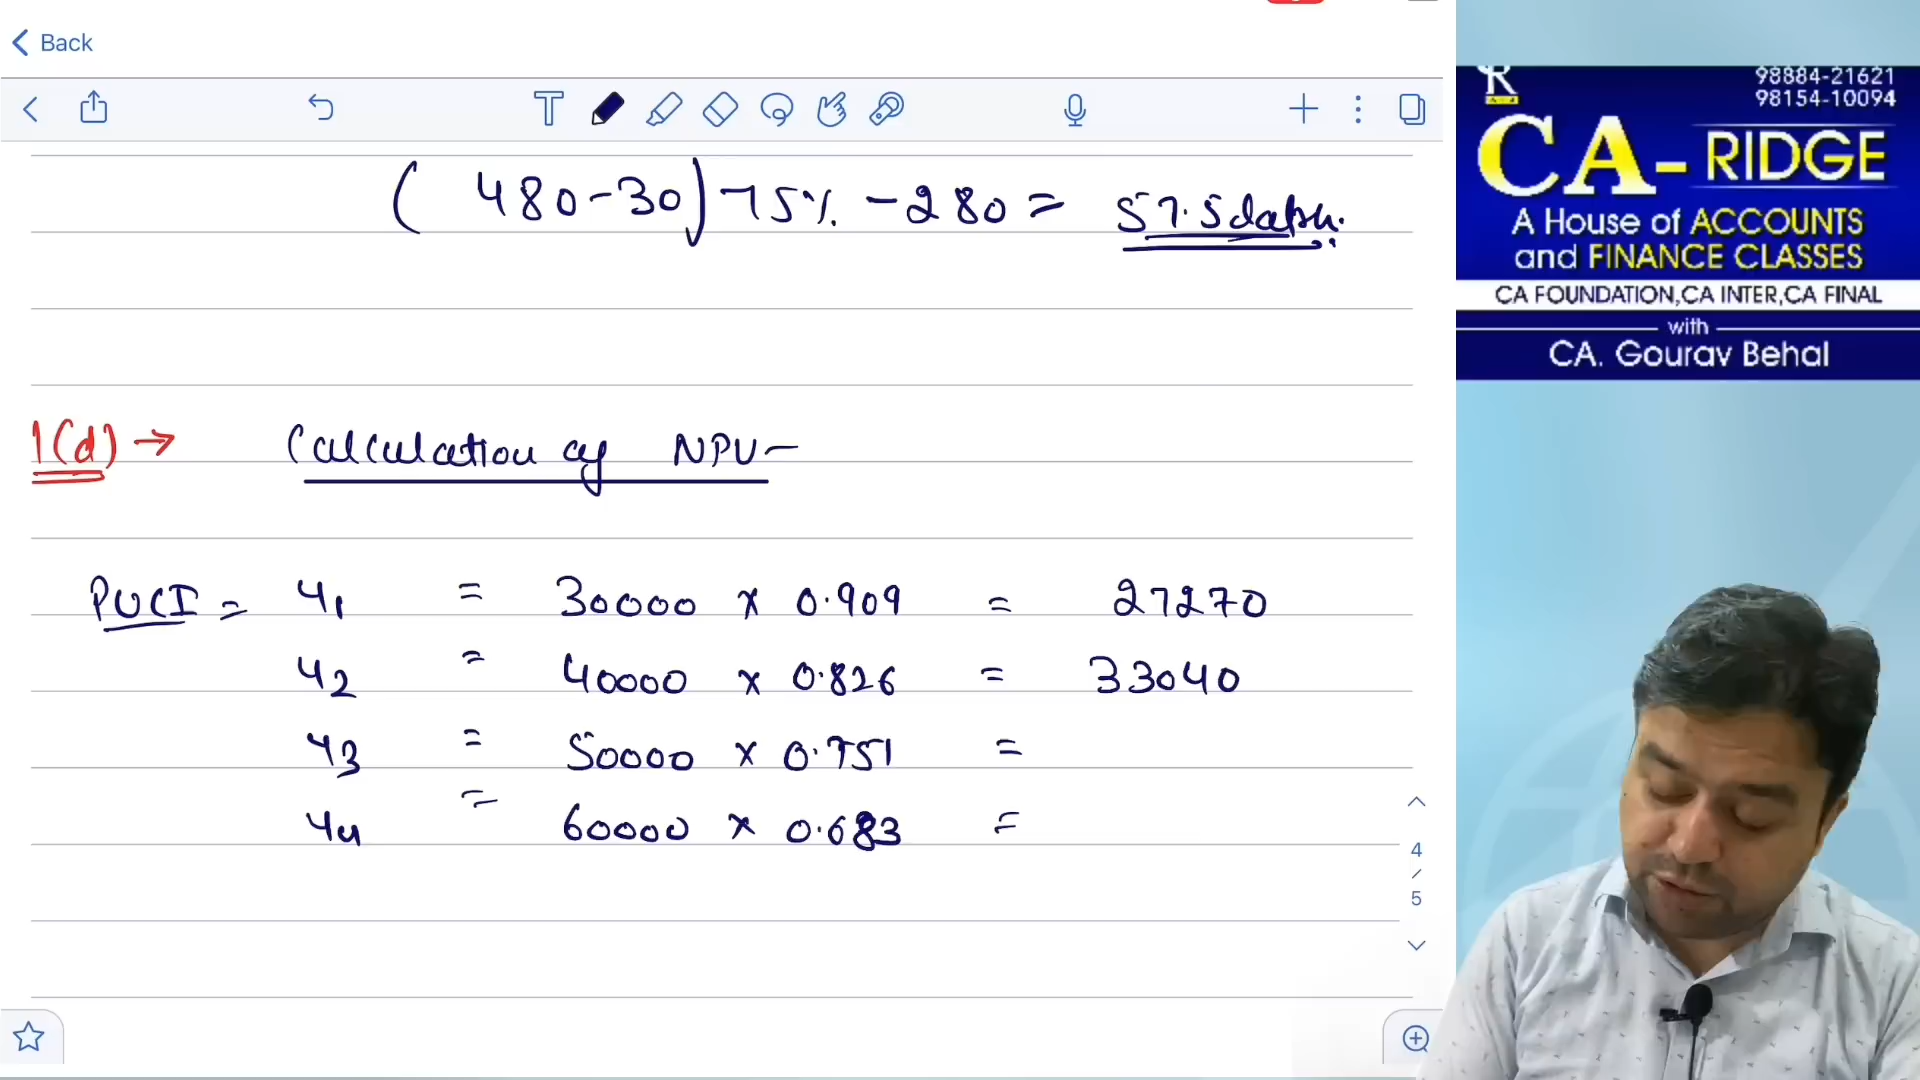 Back
(480-30)75% - 280 = 57.5 lakh.
1(d) → Calculation of NPV-
PVCI = Y1 = 30000 x 0.909 = 27270
Y2 = 40000 x 0.826 = 33040
Y3 = 50000 x 0.751 =
Y4 = 60000 x 0.683 =
4
/
5
R
98884-21621
98154-10094
CA- RIDGE
A House of ACCOUNTS
and FINANCE CLASSES
CA FOUNDATION,CA INTER,CA FINAL
with
CA. Gourav Behal